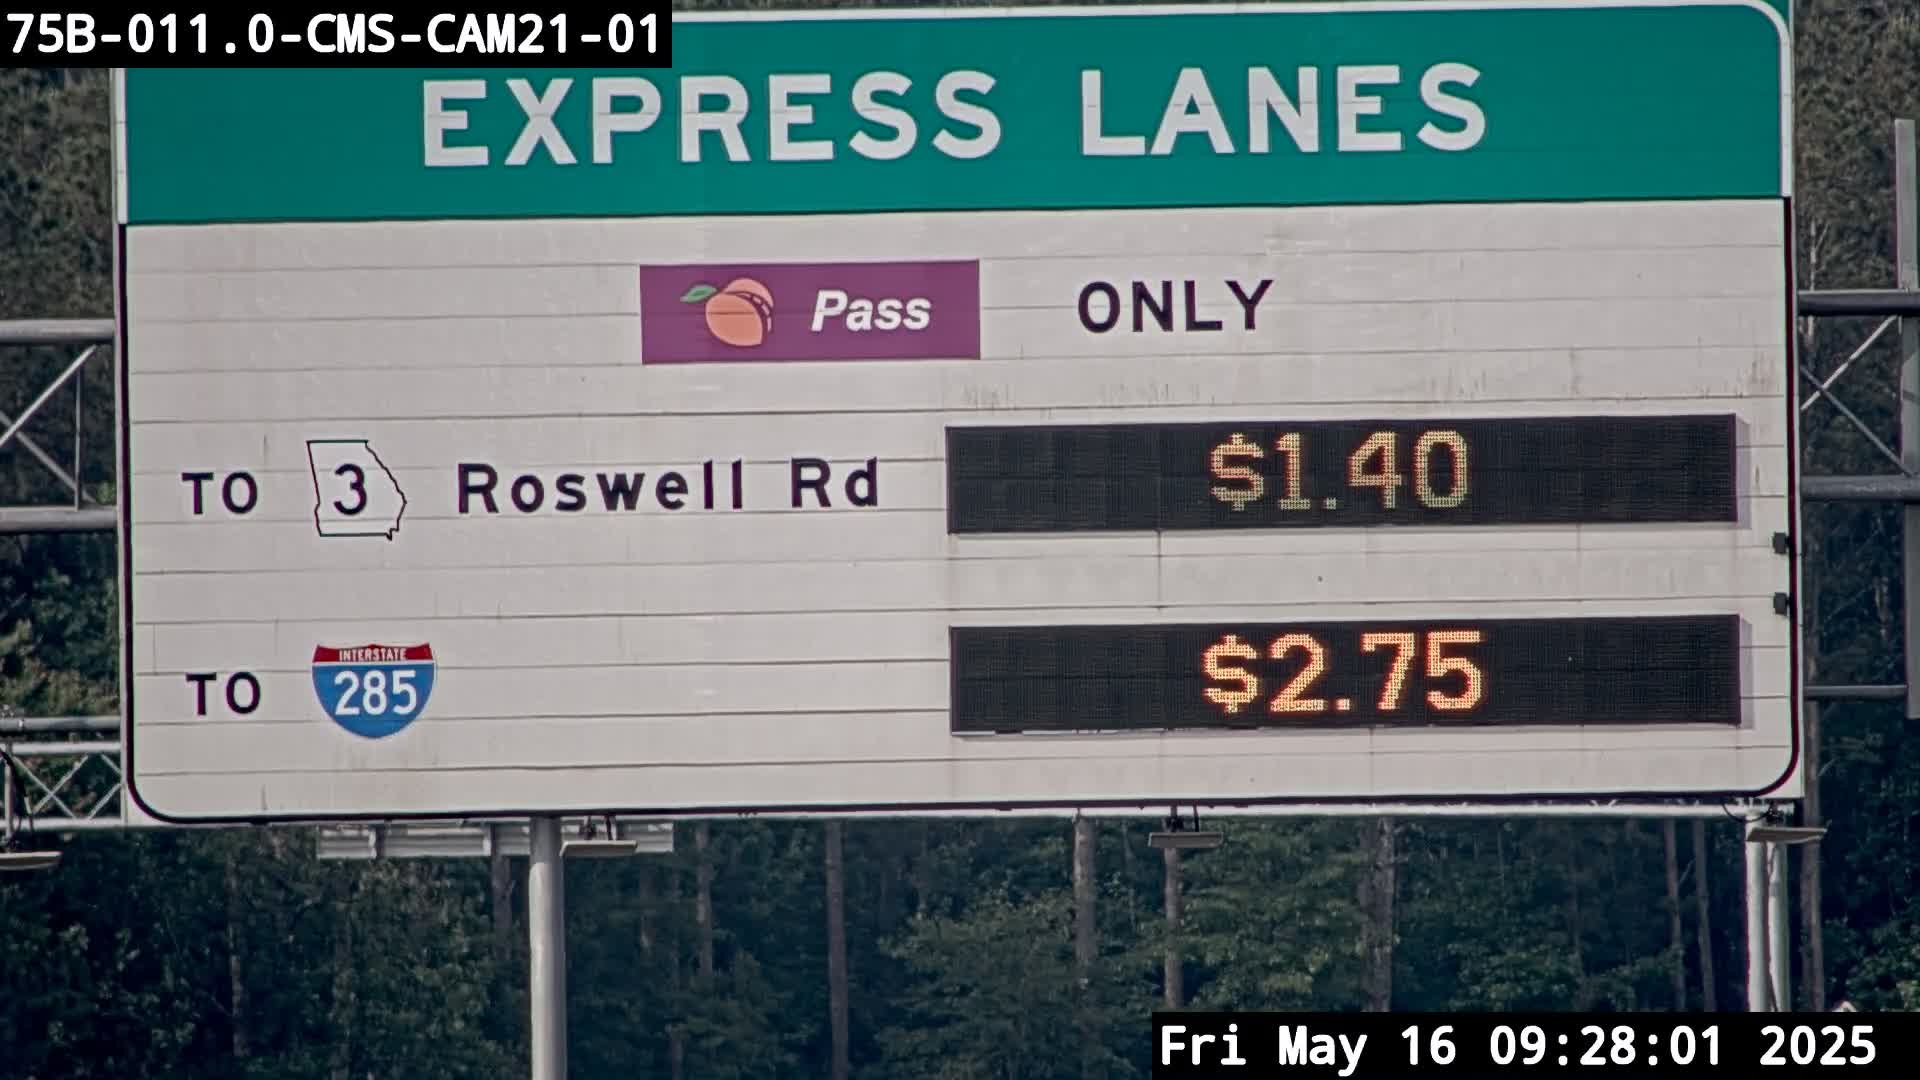 75B-011.0-CMS-CAM21-01
EXPRESS LANES
Pass ONLY
TO 3 Roswell Rd $1.40
INTERSTATE
TO 285 $2.75
Fri May 16 09:28:01 2025